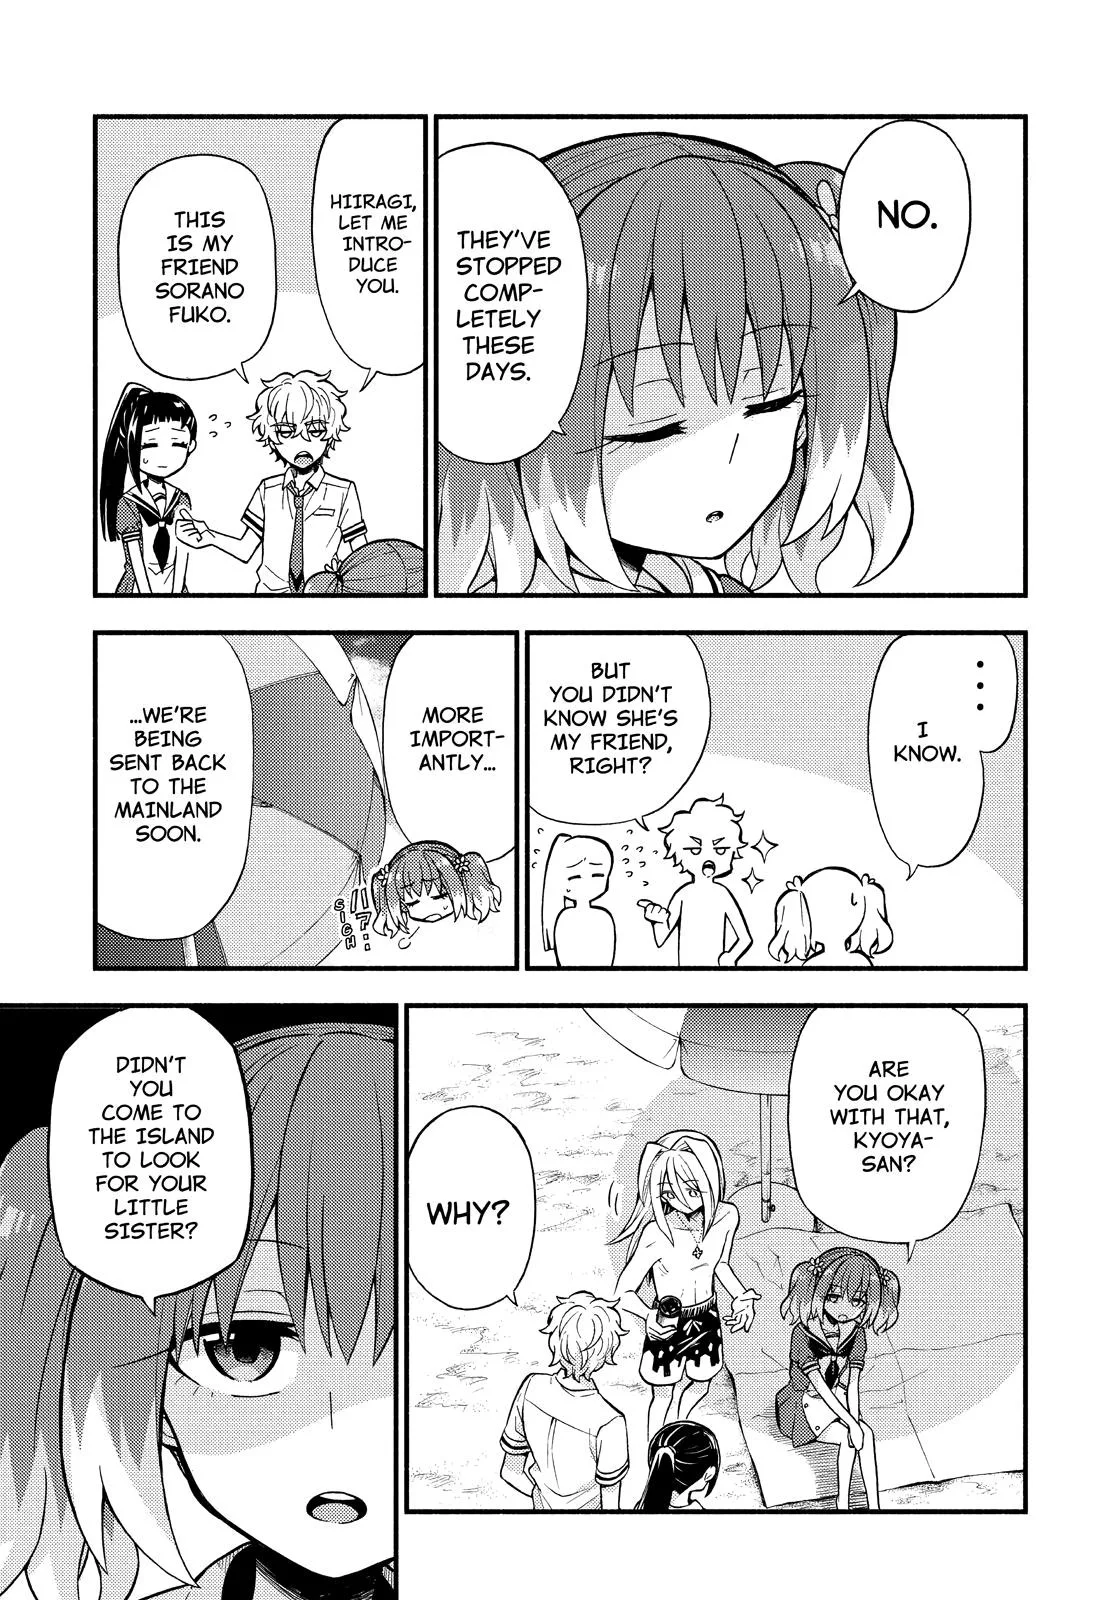 NO.
THEY'VE
STOPPED
COMP-
LETELY
THESE
DAYS.
HIIRAGI,
LET ME
INTRO-
DUCE
YOU.
THIS
IS MY
FRIEND
SORANO
FUKO.
...
I
KNOW.
BUT
YOU DIDN'T
KNOW SHE'S
MY FRIEND,
RIGHT?
MORE
IMPORT-
ANTLY...
ハァ...
SIGH
...WE'RE
BEING
SENT BACK
TO THE
MAINLAND
SOON.
ARE
YOU OKAY
WITH THAT,
KYOYA-
SAN?
WHY?
DIDN'T
YOU
COME TO
THE ISLAND
TO LOOK
FOR YOUR
LITTLE
SISTER?